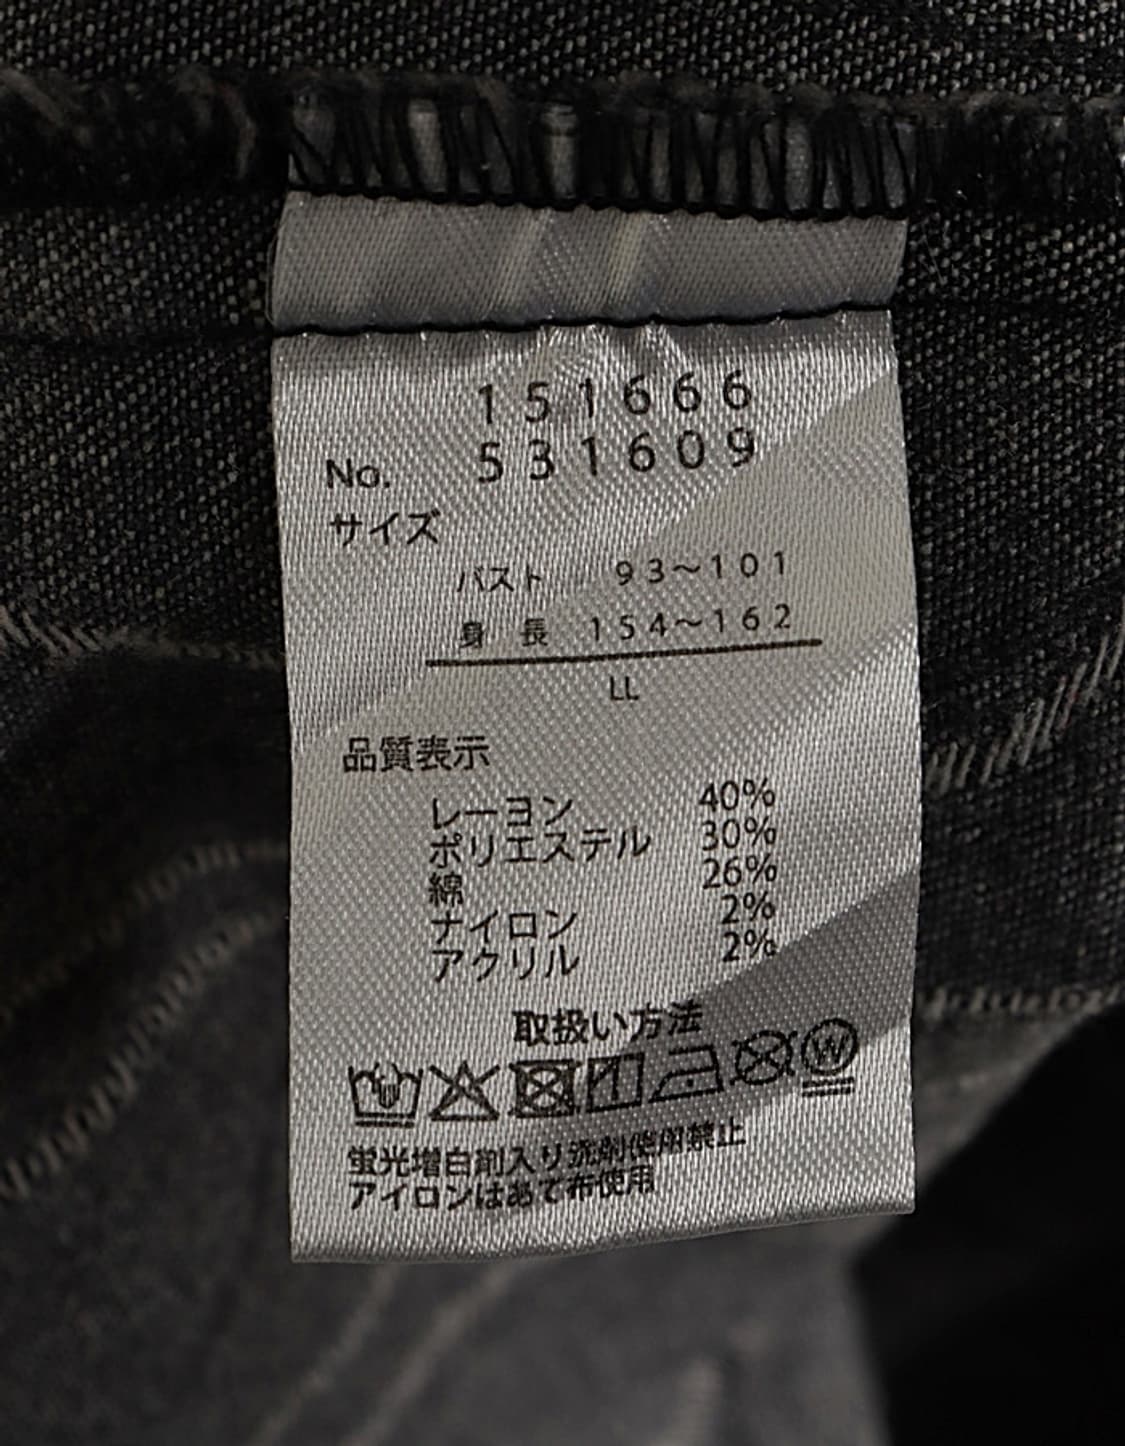 151666
No. 531609
サイズ
バスト 93～101
身 長 154～162
LL
品質表示
レーヨン 40%
ポリエステル 30%
綿 26%
ナイロン 2%
アクリル 2%
取扱い方法
W
蛍光増白剤入り洗剤使用禁止
アイロンはあて布使用